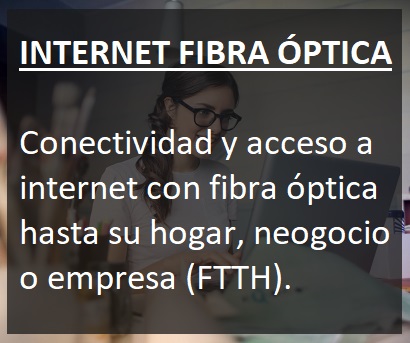 INTERNET FIBRA ÓPTICA
Conectividad y acceso a
internet con fibra óptica
hasta su hogar, neogocio
o empresa (FTTH).